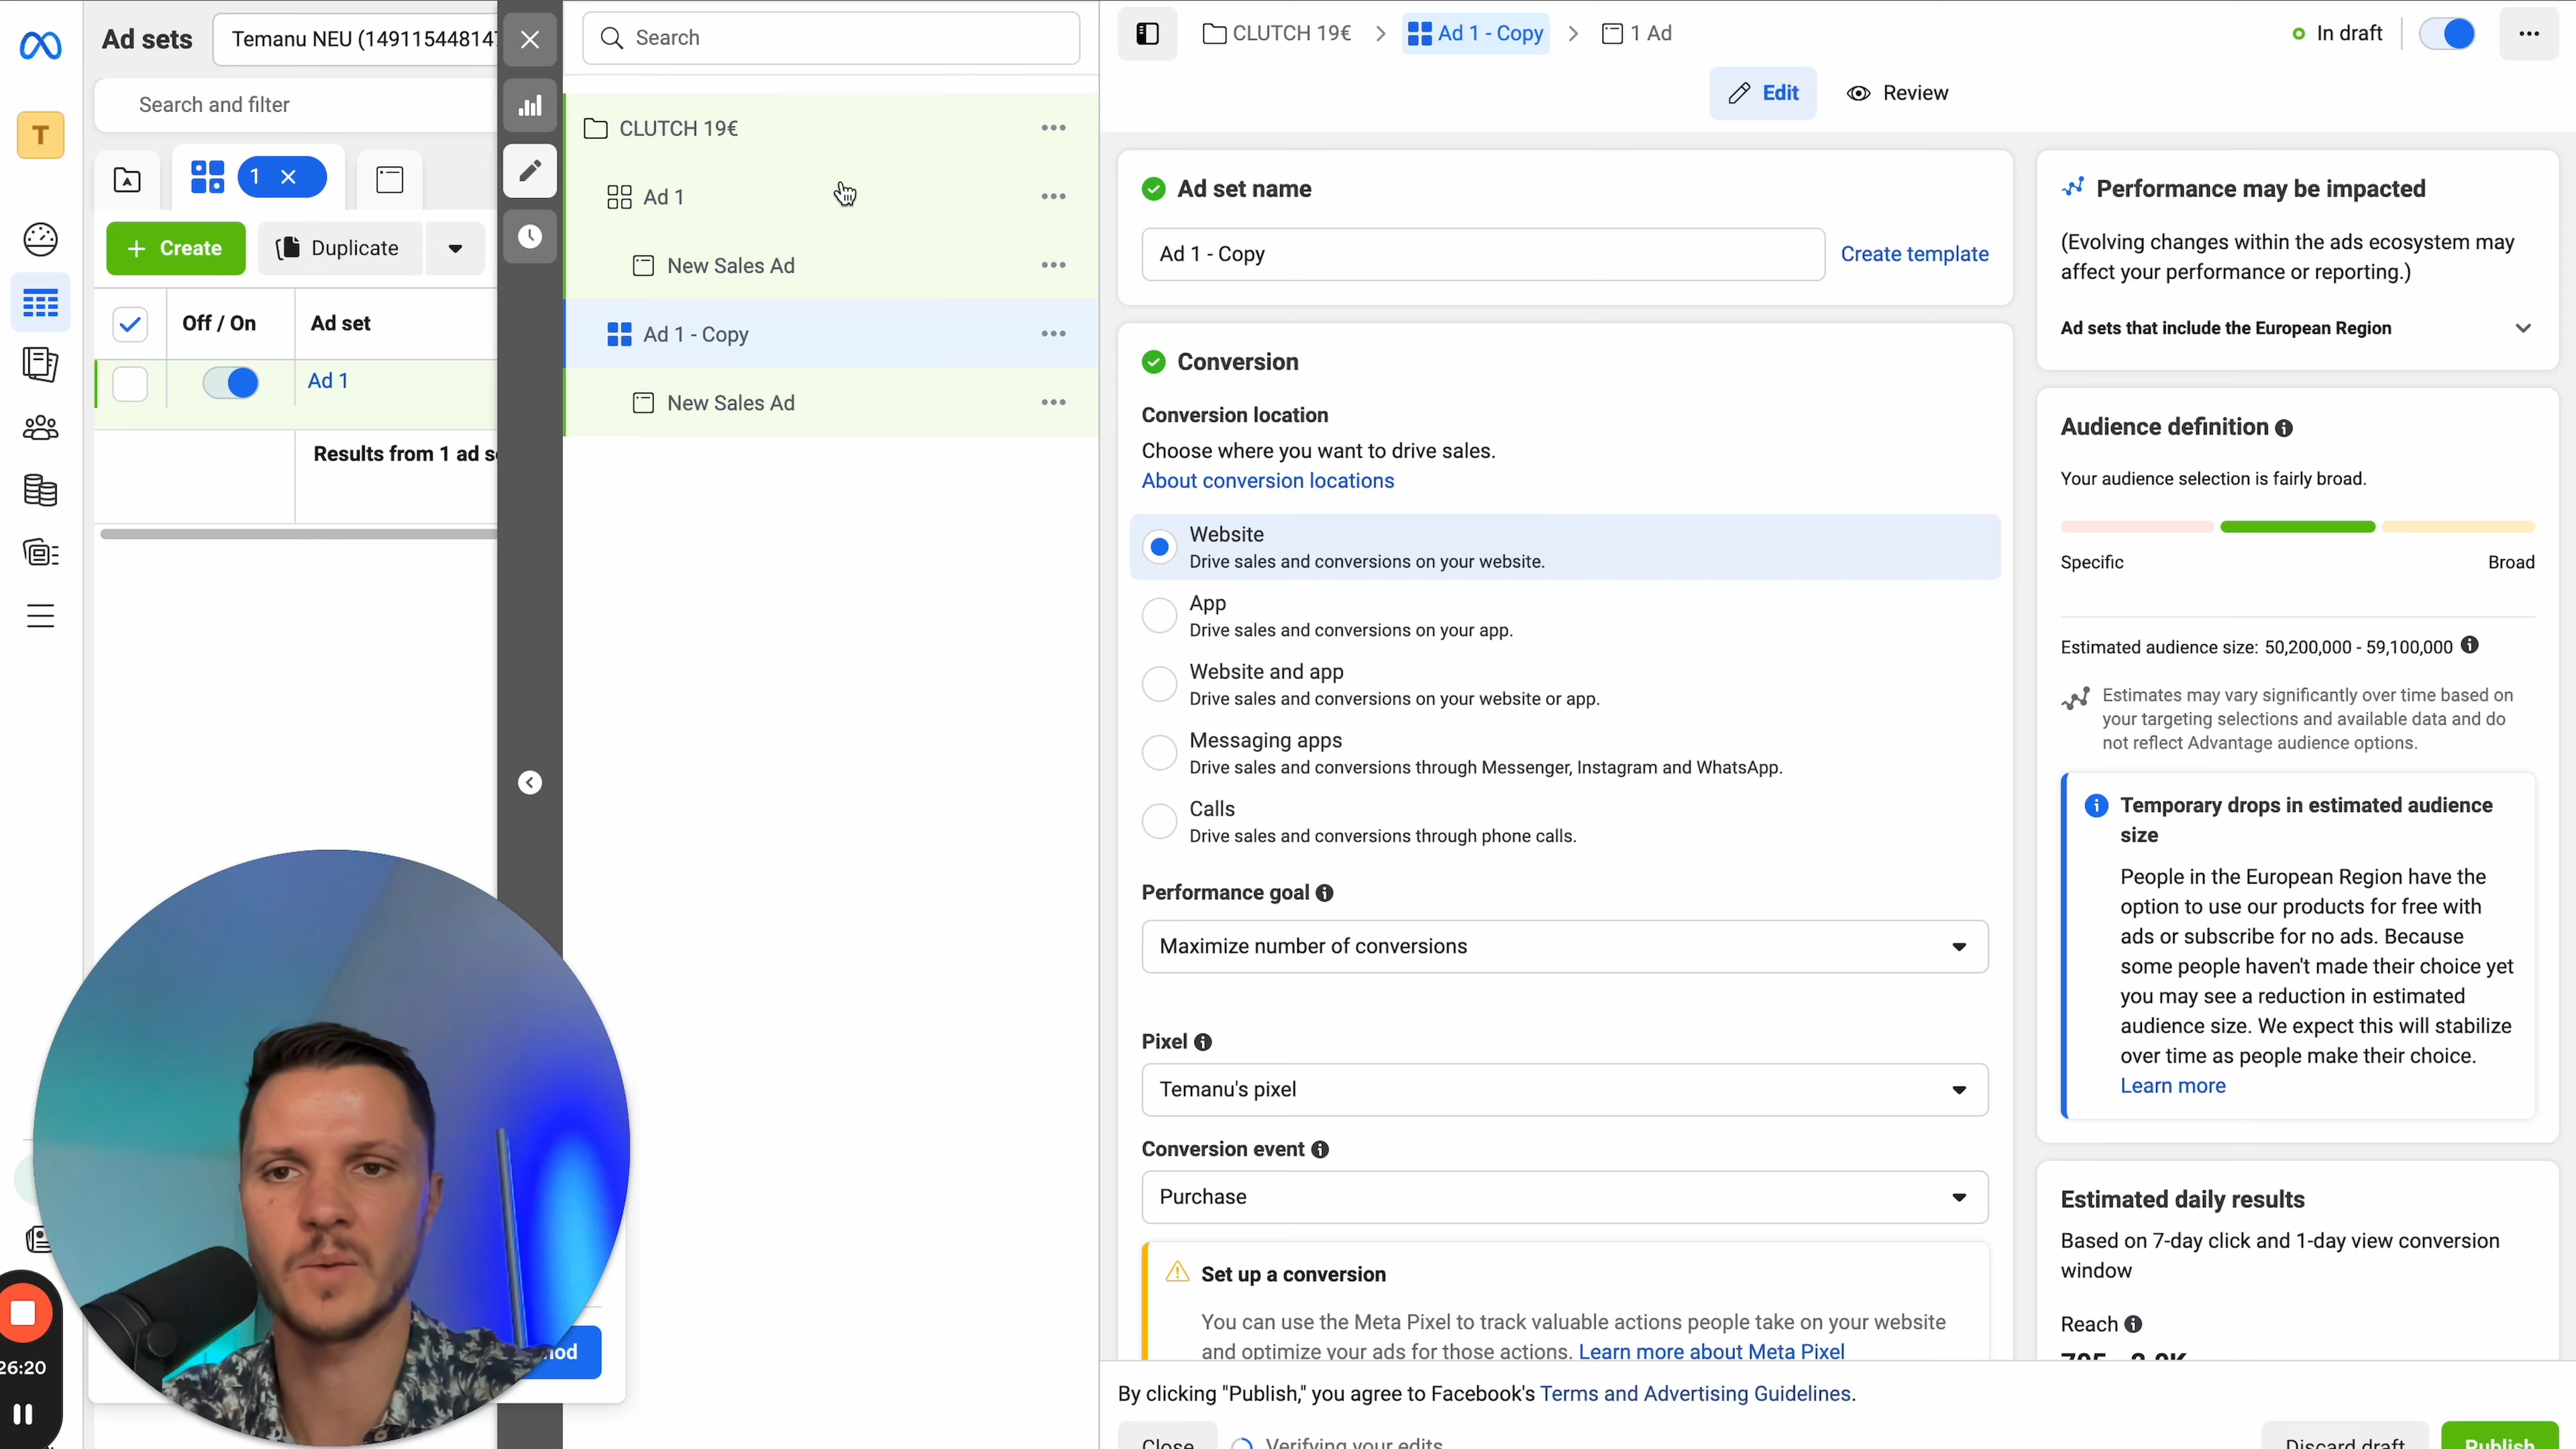 Ad sets
Temanu NEU (14911544814
Search and filter
T
1
Create
Duplicate
Off / On
Ad set
Ad 1
Results from 1 ad s
26:20
Search
CLUTCH 19€
Ad 1
New Sales Ad
Ad 1 - Copy
New Sales Ad
CLUTCH 19€
Ad 1 - Copy
1 Ad
In draft
Edit
Review
Ad set name
Ad 1 - Copy
Create template
Conversion
Conversion location
Choose where you want to drive sales.
About conversion locations
Website
Drive sales and conversions on your website.
App
Drive sales and conversions on your app.
Website and app
Drive sales and conversions on your website or app.
Messaging apps
Drive sales and conversions through Messenger, Instagram and WhatsApp.
Calls
Drive sales and conversions through phone calls.
Performance goal
Maximize number of conversions
Pixel
Temanu's pixel
Conversion event
Purchase
Set up a conversion
You can use the Meta Pixel to track valuable actions people take on your website
and optimize your ads for those actions. Learn more about Meta Pixel
By clicking "Publish," you agree to Facebook's Terms and Advertising Guidelines.
Close
Verifying your edits
Discard draft
Publish
Performance may be impacted
(Evolving changes within the ads ecosystem may
affect your performance or reporting.)
Ad sets that include the European Region
Audience definition
Your audience selection is fairly broad.
Specific
Broad
Estimated audience size: 50,200,000 - 59,100,000
Estimates may vary significantly over time based on
your targeting selections and available data and do
not reflect Advantage audience options.
Temporary drops in estimated audience
size
People in the European Region have the
option to use our products for free with
ads or subscribe for no ads. Because
some people haven't made their choice yet
you may see a reduction in estimated
audience size. We expect this will stabilize
over time as people make their choice.
Learn more
Estimated daily results
Based on 7-day click and 1-day view conversion
window
Reach